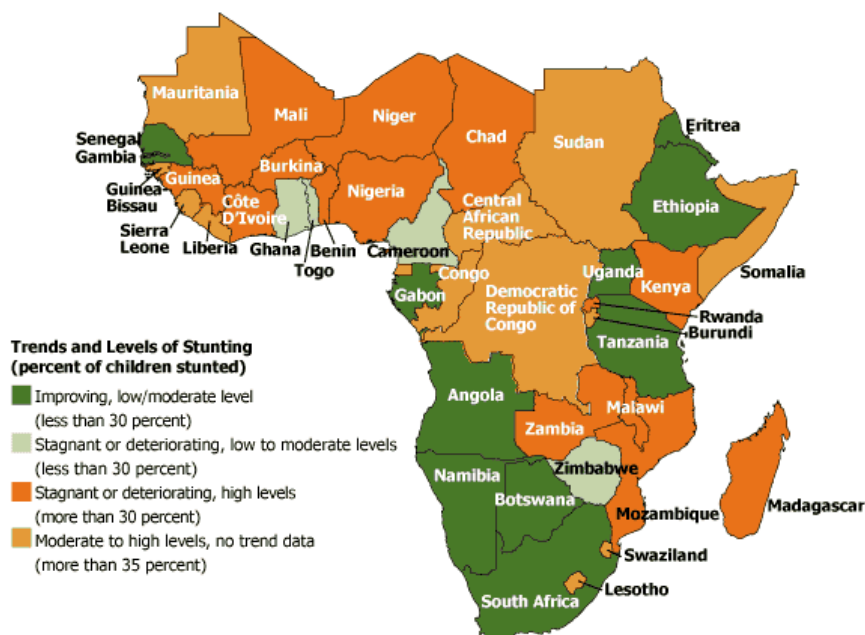 Mauritania
Mali
Niger
Chad
Sudan
Eritrea
Senegal
Gambia
Guinea-
Bissau
Guinea
Burkina
Nigeria
Côte
D'Ivoire
Sierra
Leone
Liberia
Ghana
Togo
Benin
Cameroon
Central
African
Republic
Ethiopia
Somalia
Uganda
Kenya
Gabon
Congo
Democratic
Republic of
Congo
Rwanda
Burundi
Tanzania
Angola
Zambia
Malawi
Namibia
Botswana
Zimbabwe
Mozambique
Madagascar
Swaziland
Lesotho
South Africa
Trends and Levels of Stunting
(percent of children stunted)
Improving, low/moderate level
(less than 30 percent)
Stagnant or deteriorating, low to moderate levels
(less than 30 percent)
Stagnant or deteriorating, high levels
(more than 30 percent)
Moderate to high levels, no trend data
(more than 35 percent)